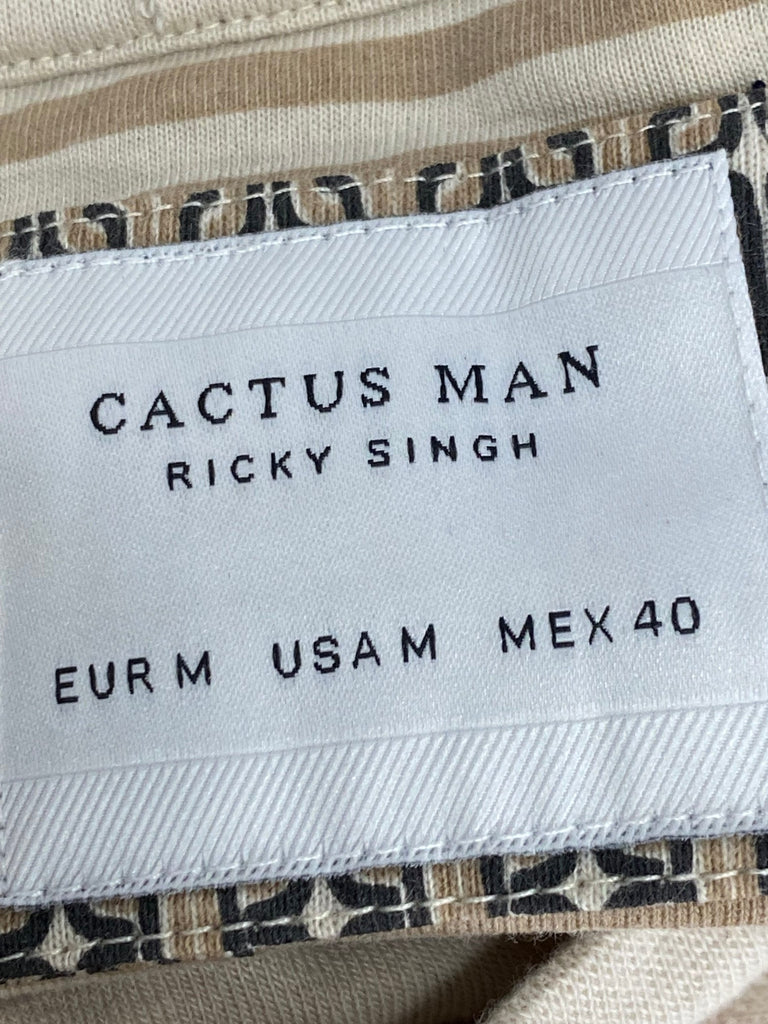 CACTUS MAN
RICKY SINGH
EUR M USA M MEX 40